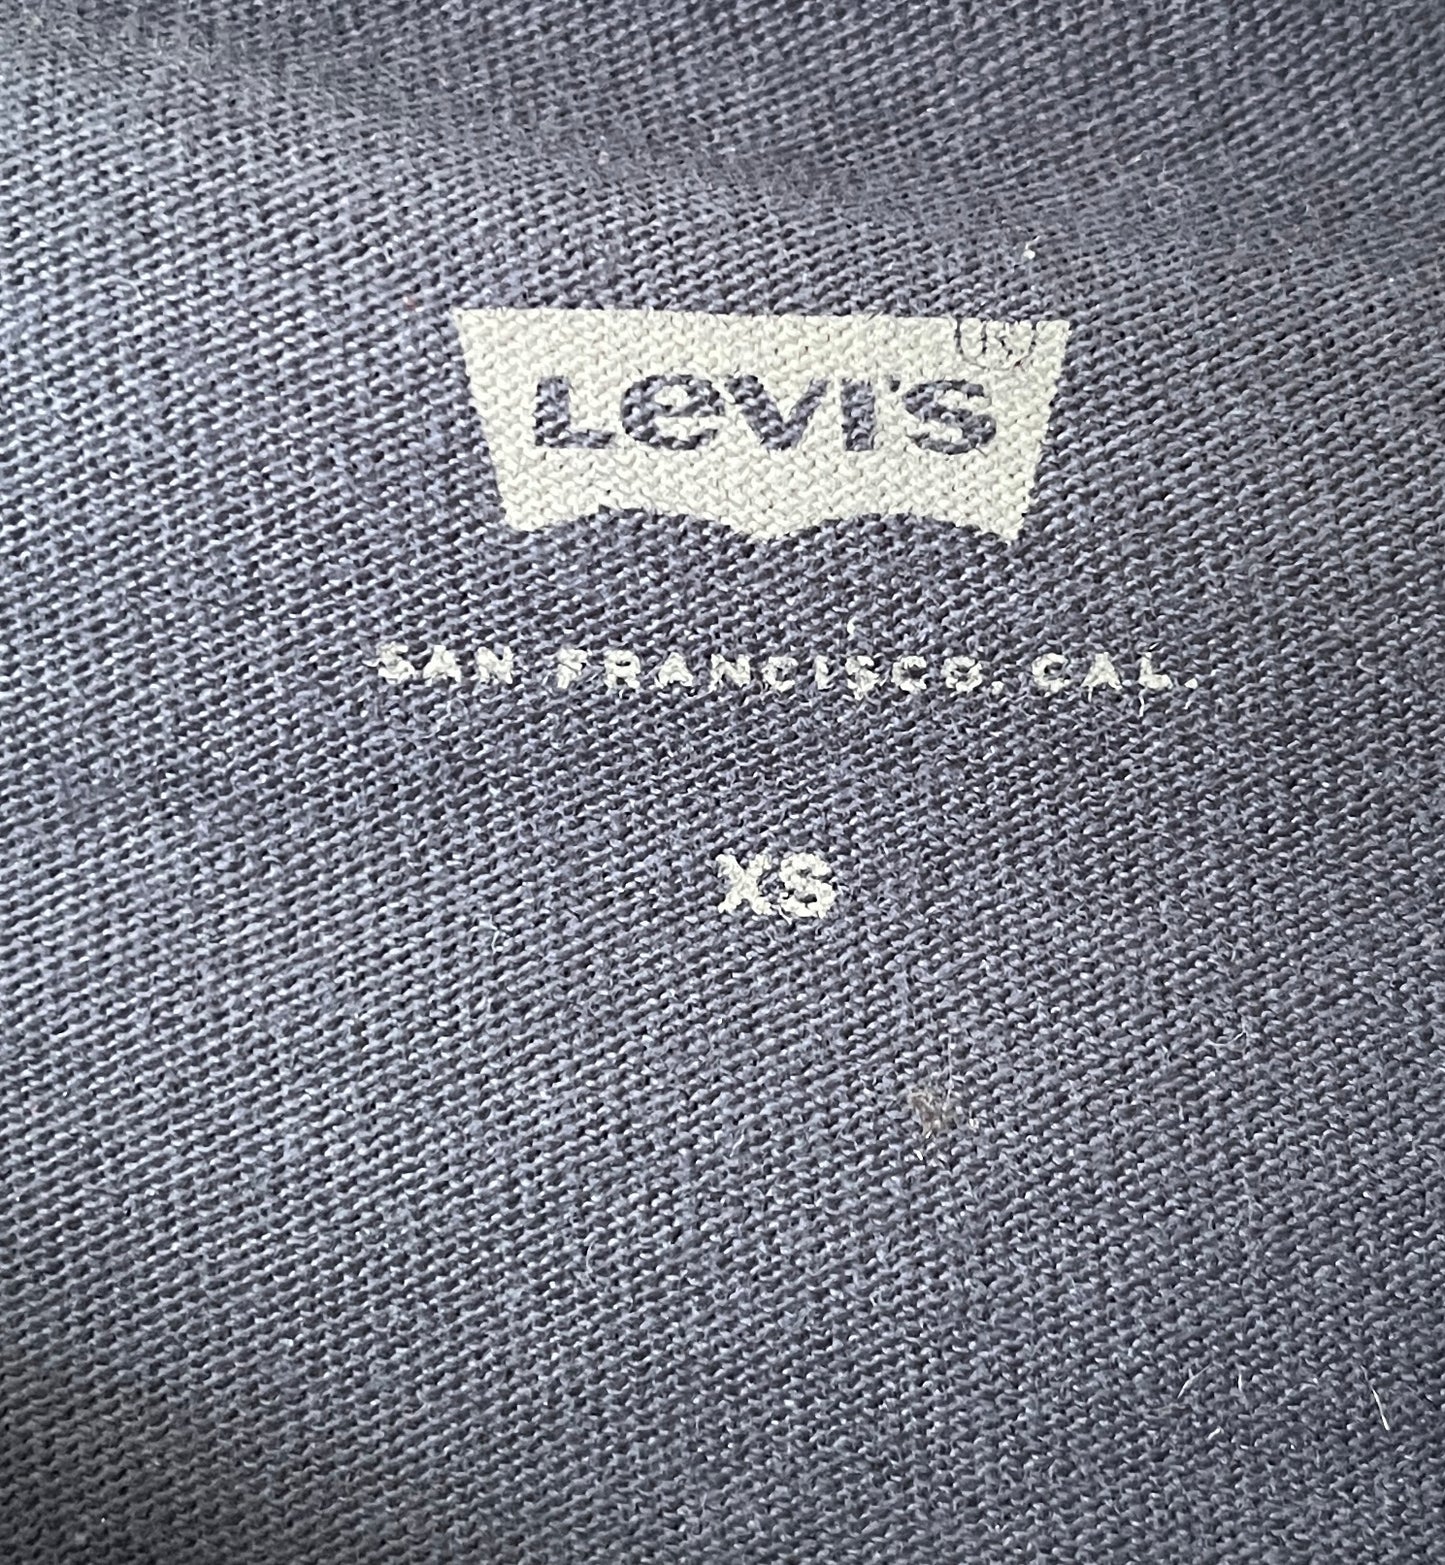 LEVI'S®
SAN FRANCISCO. CAL.
XS